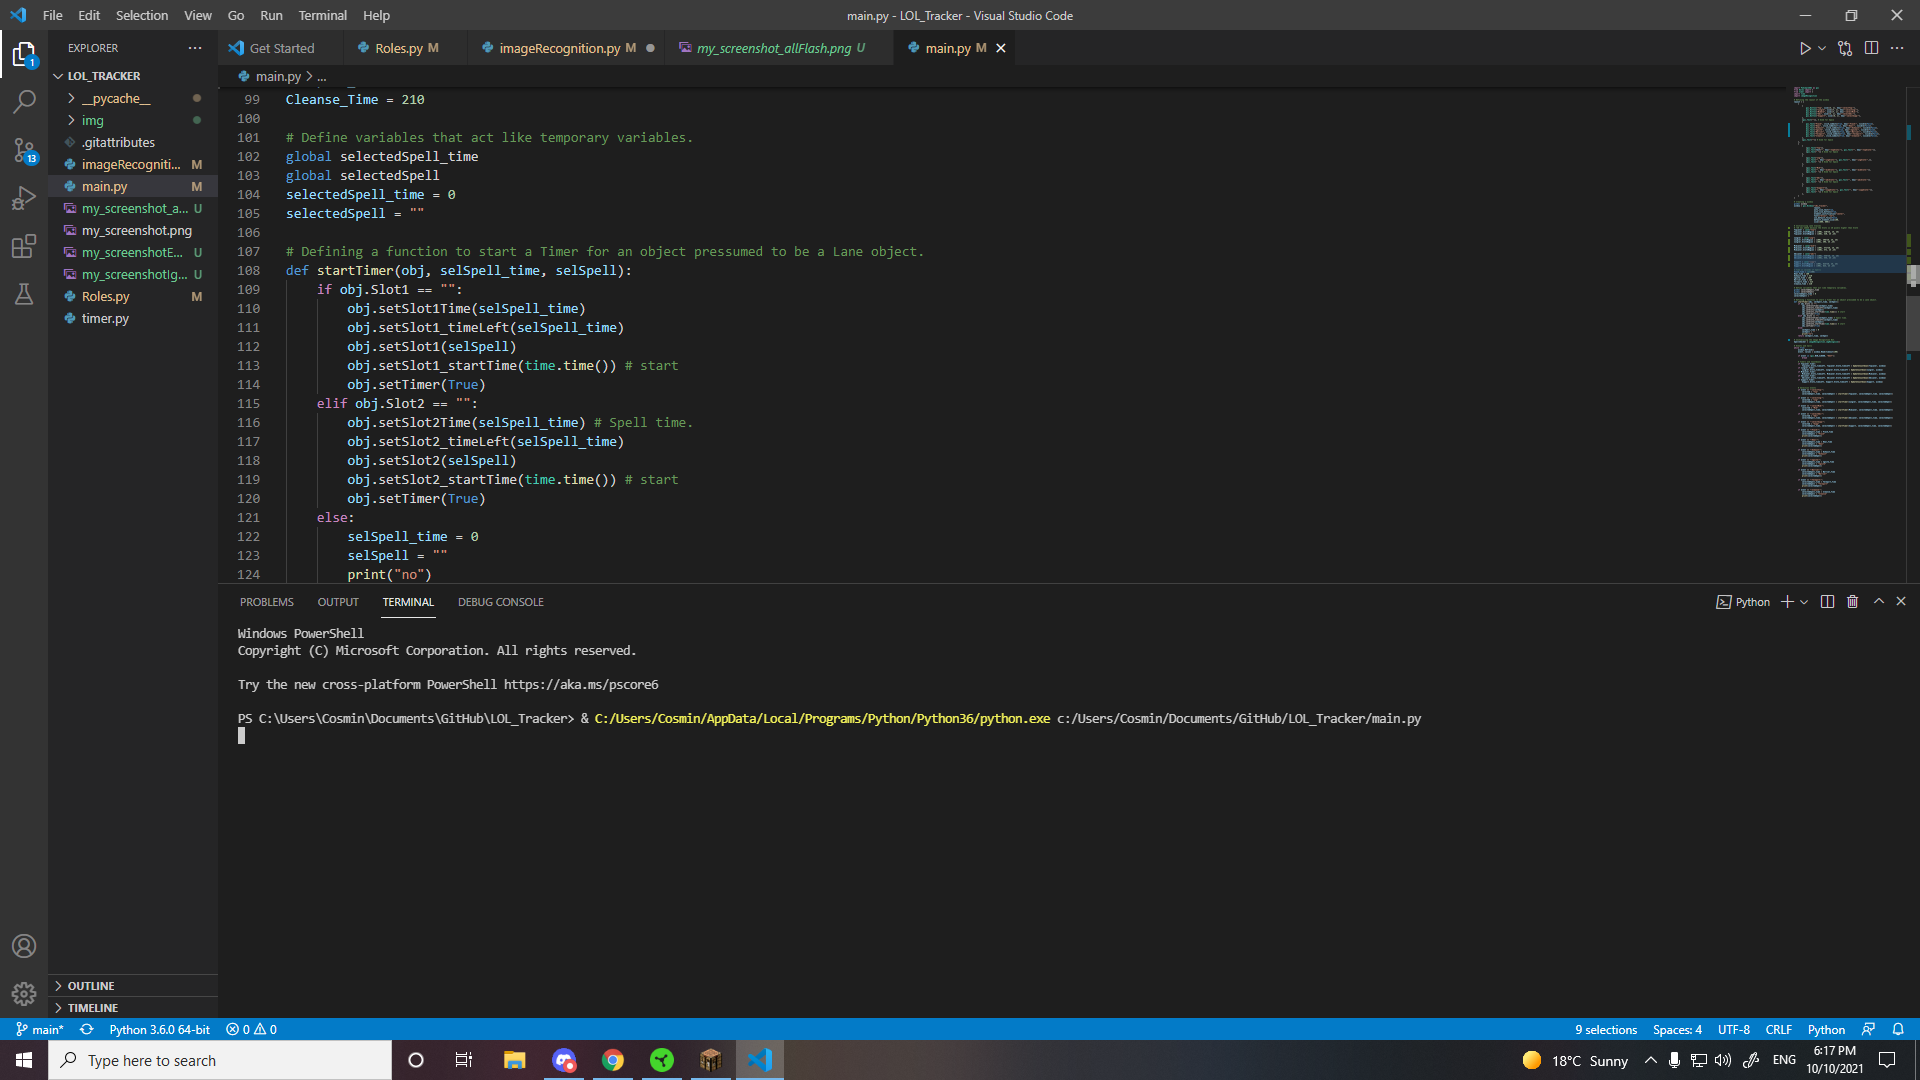 File Edit Selection View Go Run Terminal Help
main.py - LOL_Tracker - Visual Studio Code
EXPLORER
Get Started
Roles.py M
imageRecognition.py M
my_screenshot_allFlash.png U
main.py M
LOL_TRACKER
__pycache__
img
.gitattributes
imageRecogniti... M
main.py M
my_screenshot_a... U
my_screenshot.png
my_screenshotE... U
my_screenshotIg... U
Roles.py M
timer.py
OUTLINE
TIMELINE
1
13
main.py > ...
99 Cleanse_Time = 210
100
101 # Define variables that act like temporary variables.
102 global selectedSpell_time
103 global selectedSpell
104 selectedSpell_time = 0
105 selectedSpell = ""
106
107 # Defining a function to start a Timer for an object pressumed to be a Lane object.
108 def startTimer(obj, selSpell_time, selSpell):
109 if obj.Slot1 == "":
110 obj.setSlot1Time(selSpell_time)
111 obj.setSlot1_timeLeft(selSpell_time)
112 obj.setSlot1(selSpell)
113 obj.setSlot1_startTime(time.time()) # start
114 obj.setTimer(True)
115 elif obj.Slot2 == "":
116 obj.setSlot2Time(selSpell_time) # Spell time.
117 obj.setSlot2_timeLeft(selSpell_time)
118 obj.setSlot2(selSpell)
119 obj.setSlot2_startTime(time.time()) # start
120 obj.setTimer(True)
121 else:
122 selSpell_time = 0
123 selSpell = ""
124 print("no")
PROBLEMS OUTPUT TERMINAL DEBUG CONSOLE
Python
Windows PowerShell
Copyright (C) Microsoft Corporation. All rights reserved.
Try the new cross-platform PowerShell https://aka.ms/pscore6
PS C:\Users\Cosmin\Documents\GitHub\LOL_Tracker> & C:/Users/Cosmin/AppData/Local/Programs/Python/Python36/python.exe c:/Users/Cosmin/Documents/GitHub/LOL_Tracker/main.py
main* Python 3.6.0 64-bit 0 0
9 selections Spaces: 4 UTF-8 CRLF Python
Type here to search
18°C Sunny
ENG
6:17 PM
10/10/2021